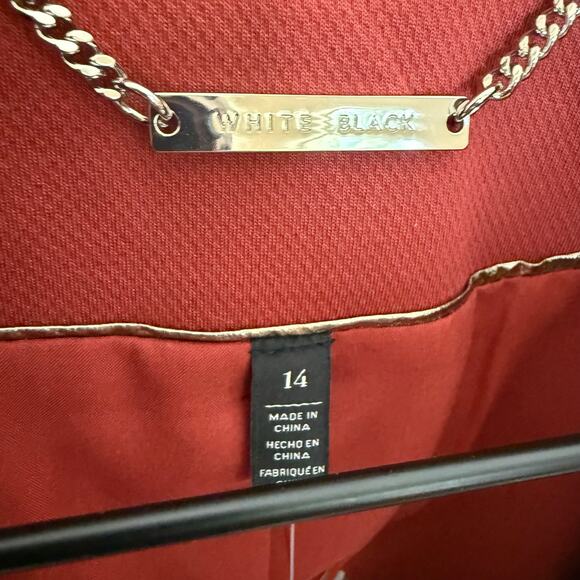 WHITE BLACK
14
MADE IN
CHINA
HECHO EN
CHINA
FABRIQUÉ EN